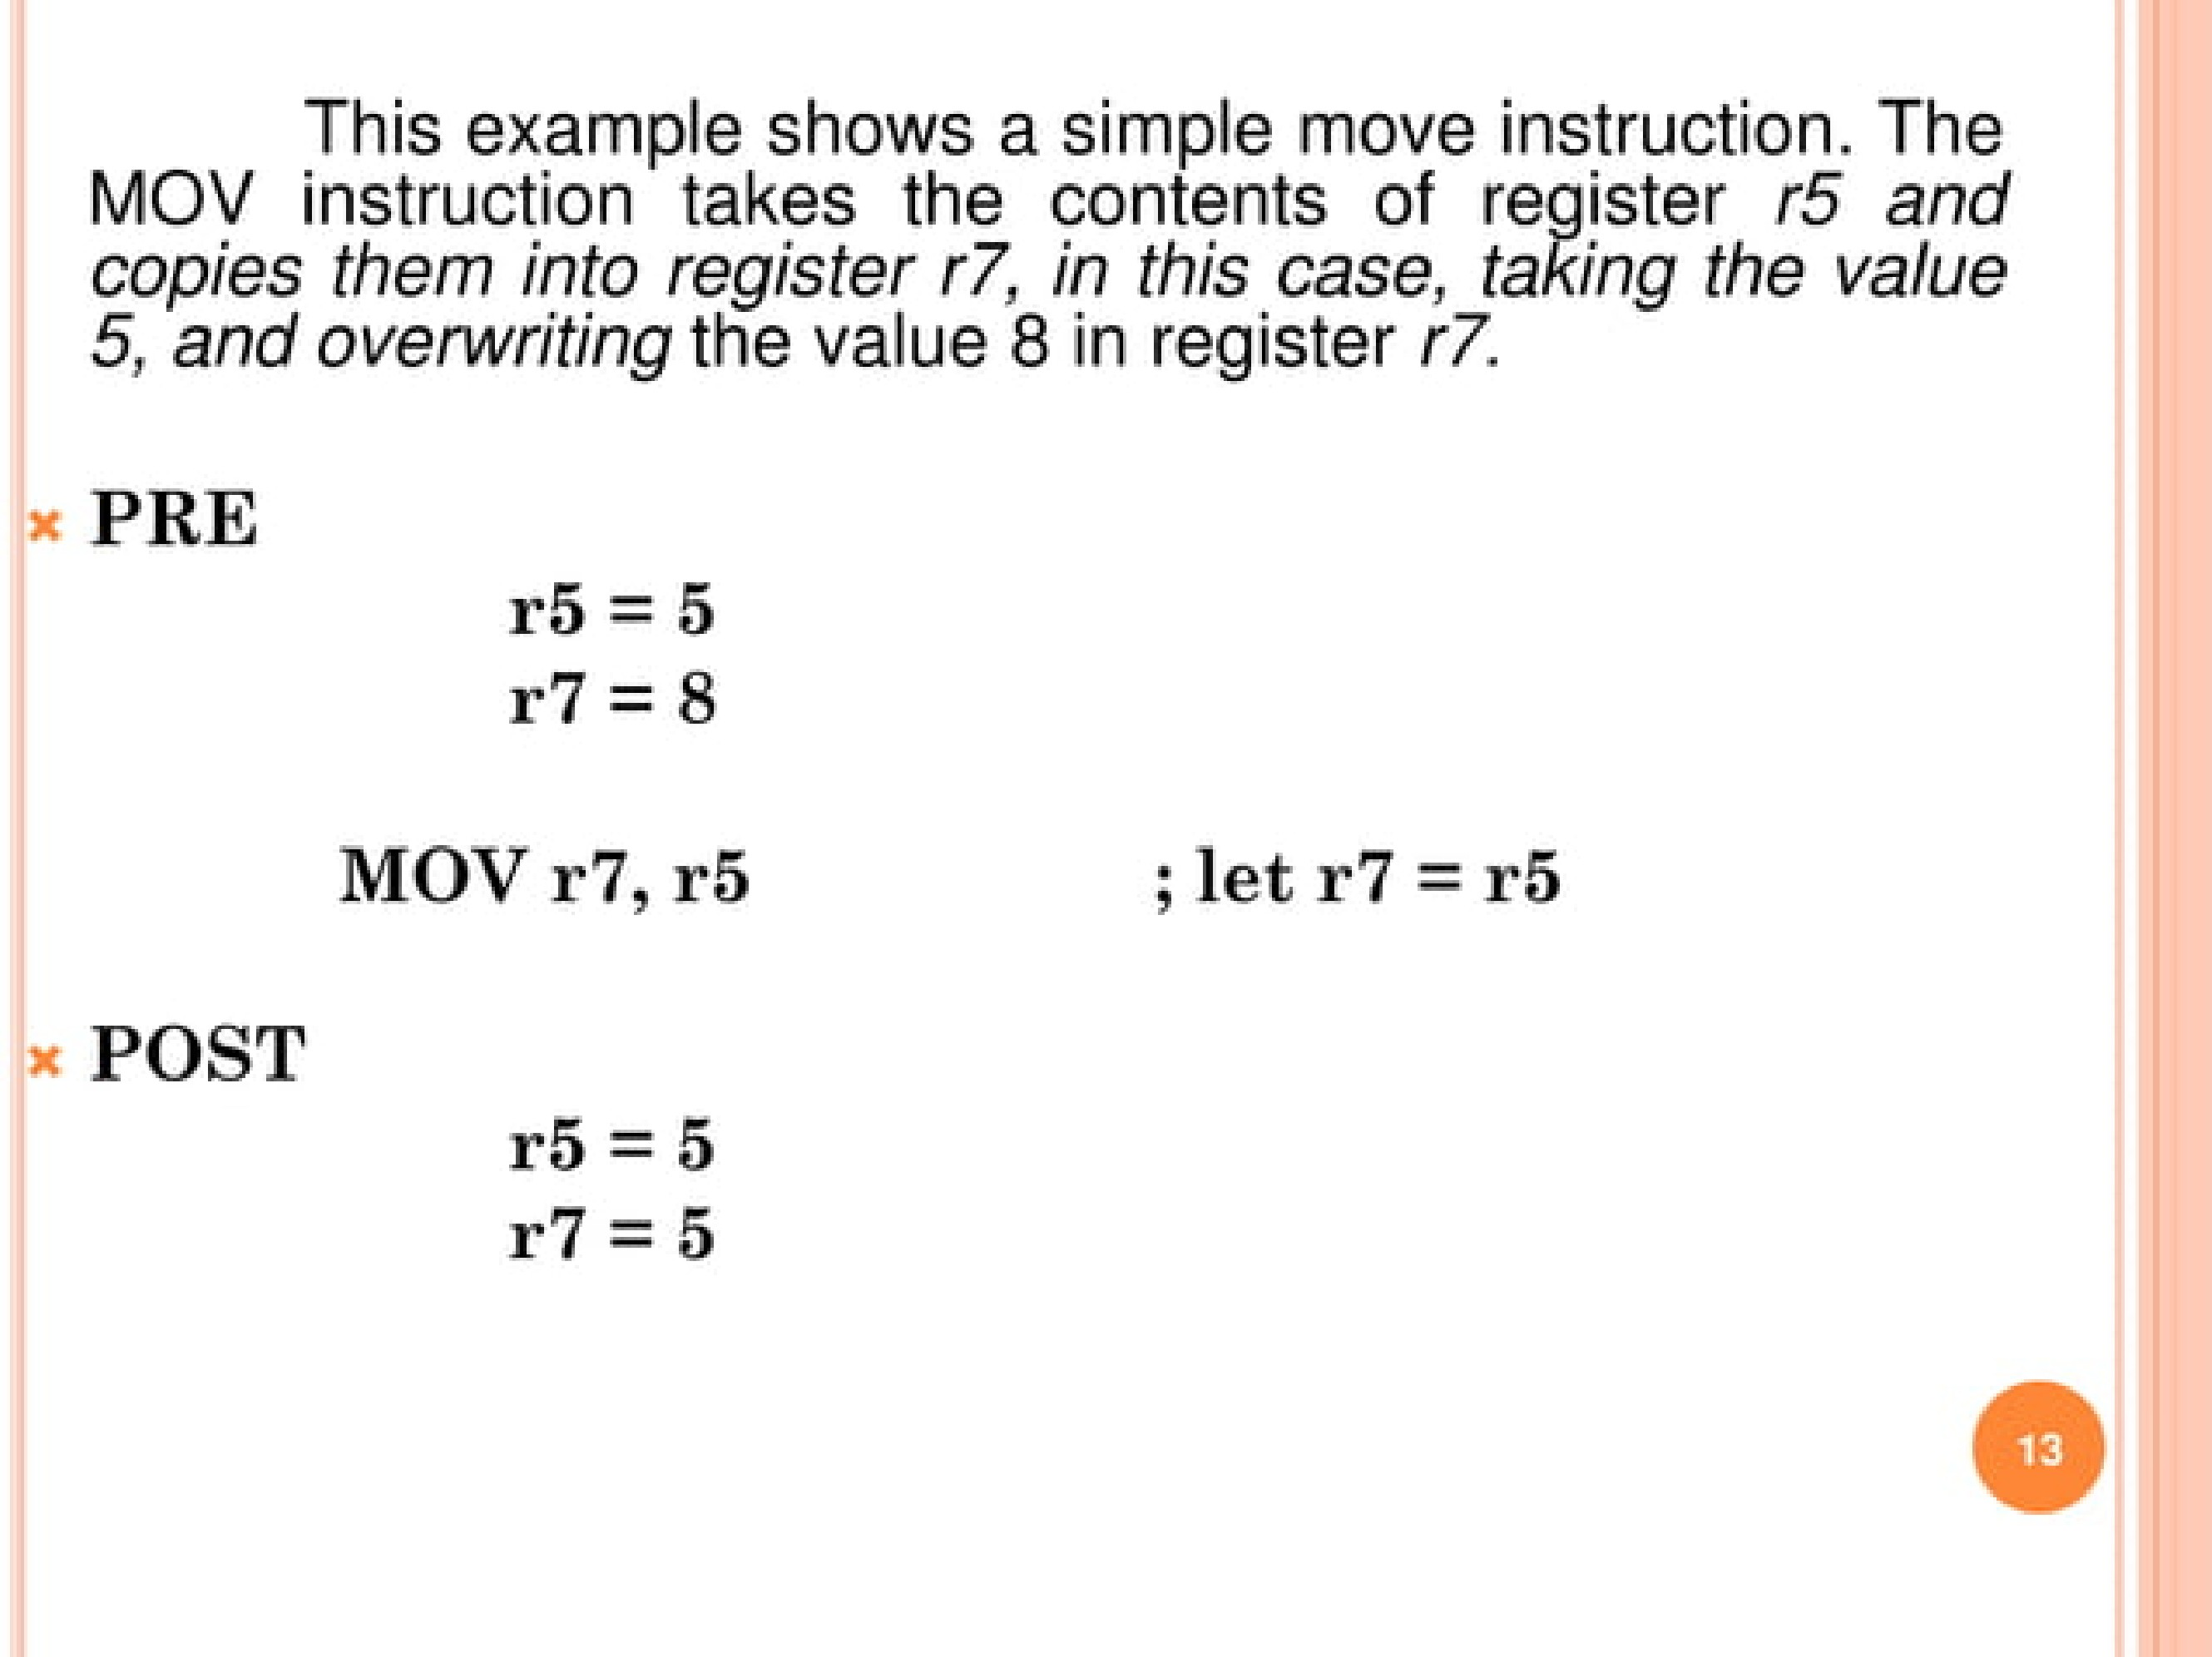 This example shows a simple move instruction. The
MOV instruction takes the contents of register r5 and
copies them into register r7, in this case, taking the value
5, and overwriting the value 8 in register r7.
PRE
r5 = 5
r7 = 8
MOV r7, r5 ; let r7 = r5
POST
r5 = 5
r7 = 5
13